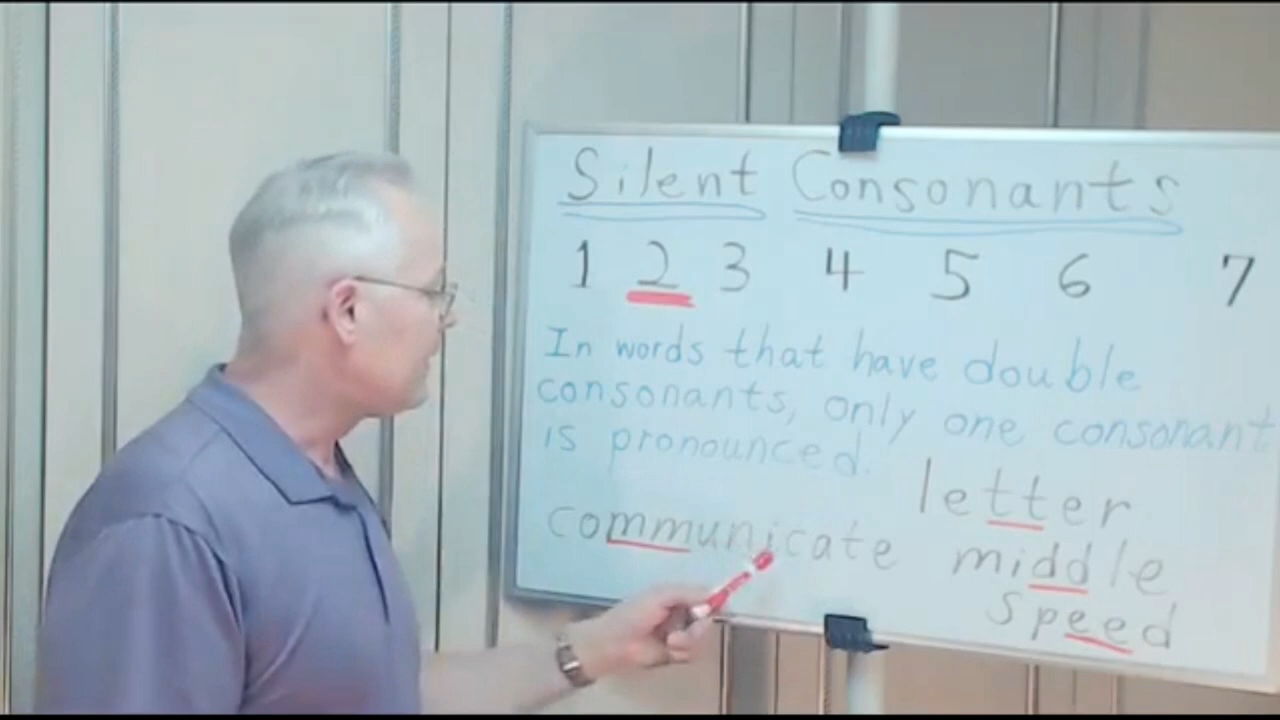 Silent Consonants
1 2 3 4 5 6 7
In words that have double
consonants, only one consonant
is pronounced.
letter
communicate middle
speed